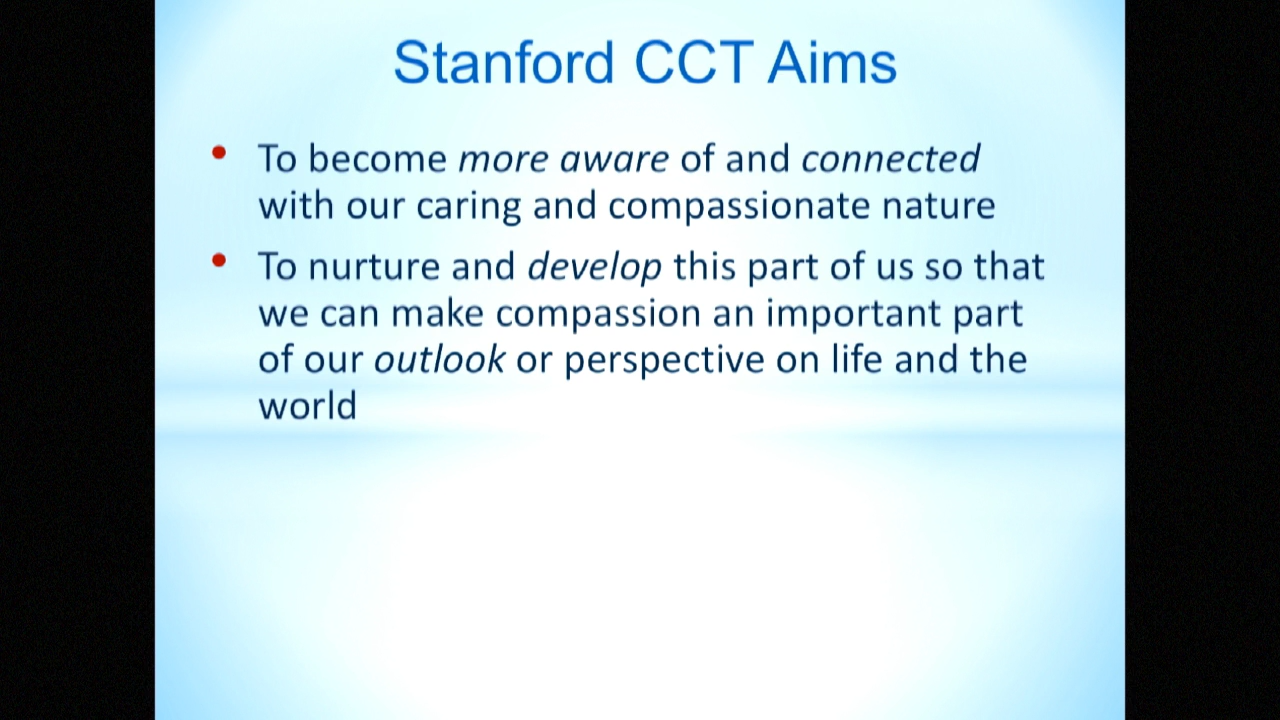 Stanford CCT Aims
• To become more aware of and connected
with our caring and compassionate nature
• To nurture and develop this part of us so that
we can make compassion an important part
of our outlook or perspective on life and the
world